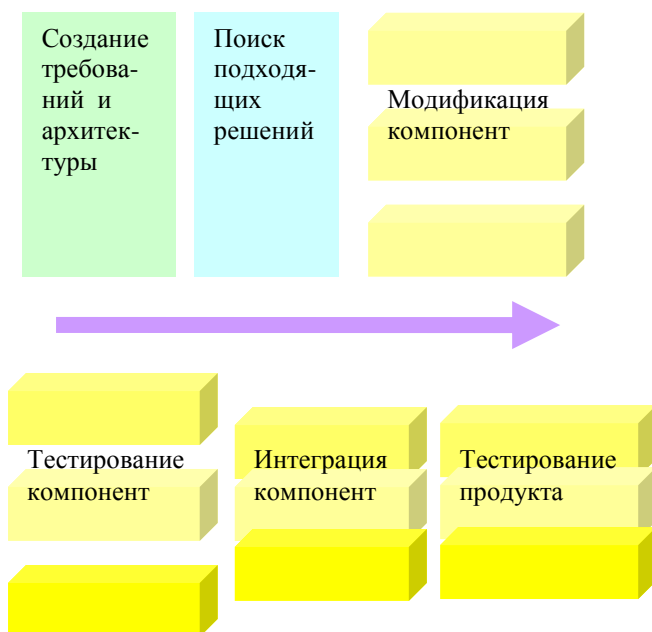 Создание
требова-
ний и
архитек-
туры
Поиск
подходя-
щих
решений
Модификация
компонент
Тестирование
компонент
Интеграция
компонент
Тестирование
продукта